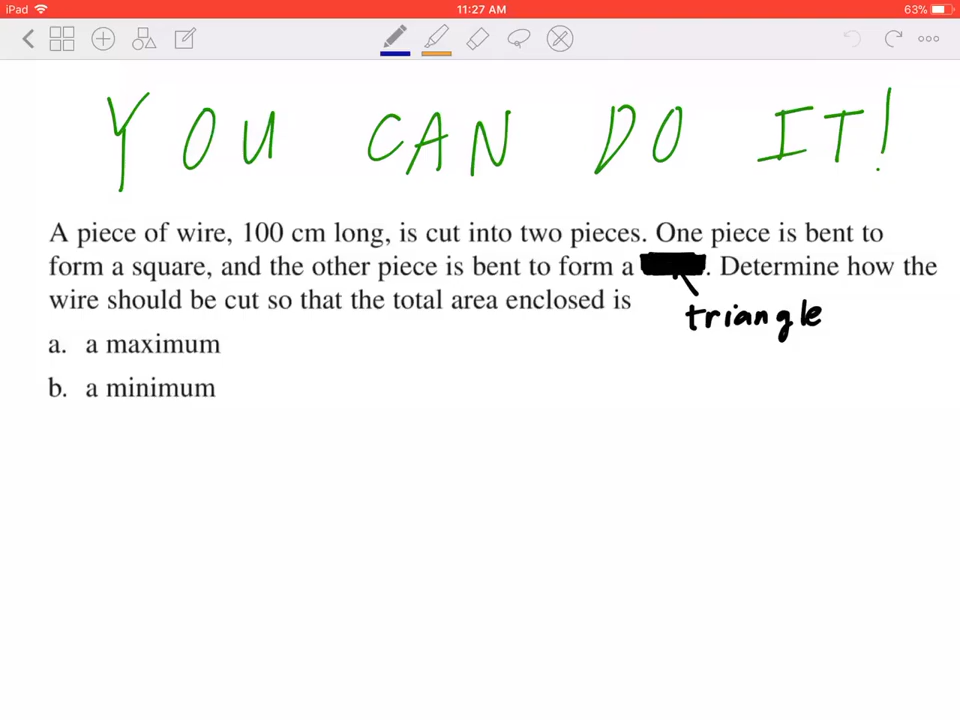 iPad 11:27 AM 63%
YOU CAN DO IT!
A piece of wire, 100 cm long, is cut into two pieces. One piece is bent to
form a square, and the other piece is bent to form a . Determine how the
wire should be cut so that the total area enclosed is
triangle
a. a maximum
b. a minimum